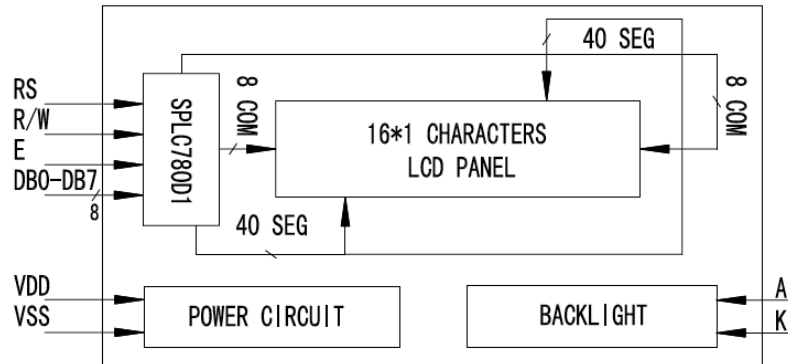 40 SEG
RS
R/W
E
DB0-DB7
8
SPLC780D1
8 COM
16*1 CHARACTERS
LCD PANEL
8 COM
40 SEG
VDD
VSS
POWER CIRCUIT
BACKLIGHT
A
K